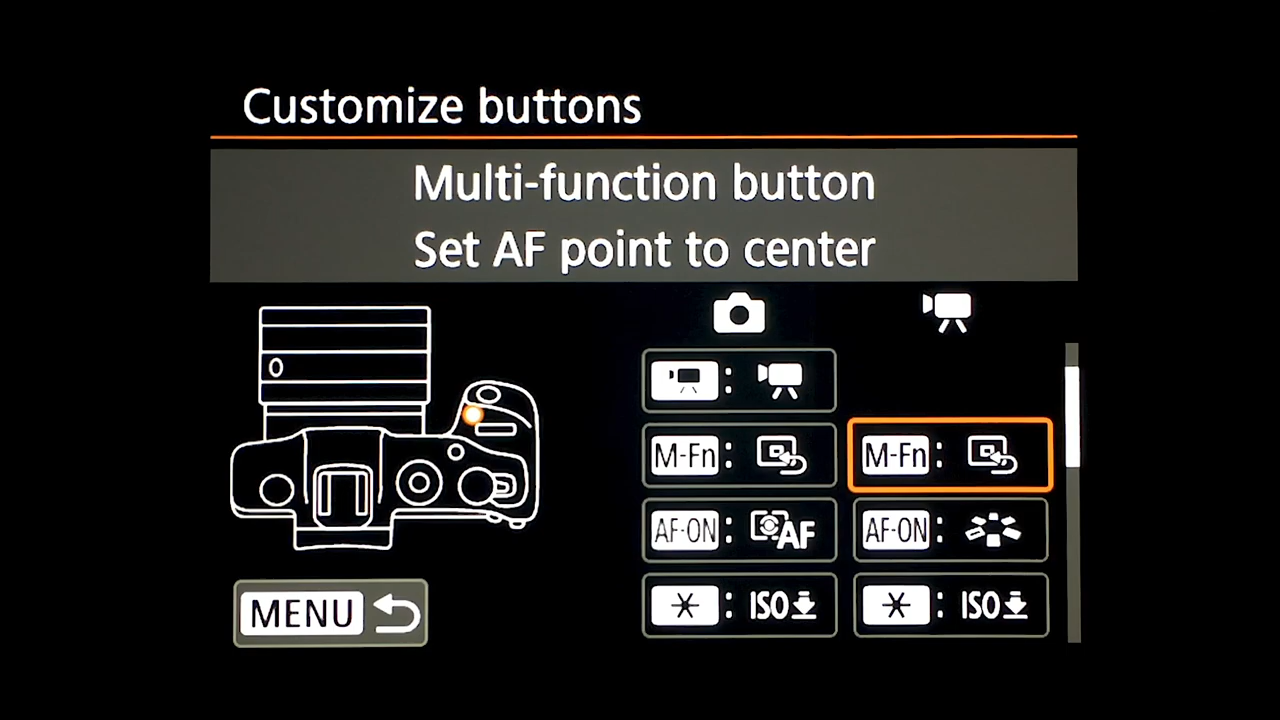 Customize buttons
Multi-function button
Set AF point to center
0
M-Fn: M-Fn:
AF-ON: AF AF-ON:
*: ISO *: ISO
MENU